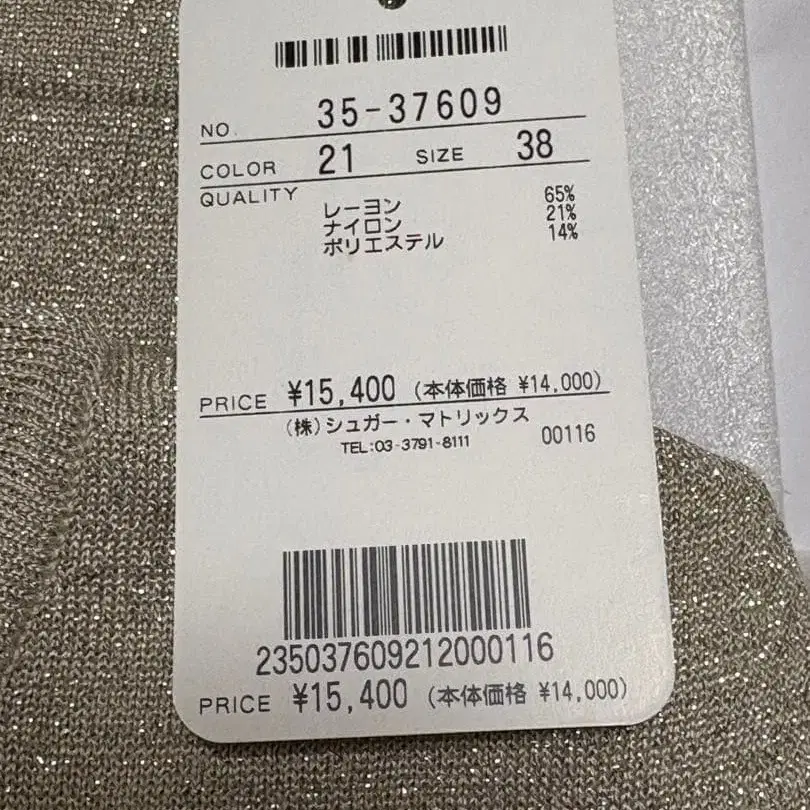 NO. 35-37609
COLOR 21 SIZE 38
QUALITY
レーヨン 65%
ナイロン 21%
ポリエステル 14%
PRICE ¥15,400 (本体価格 ¥14,000)
(株)シュガー・マトリックス
TEL:03-3791-8111 00116
235037609212000116
PRICE ¥15,400 (本体価格 ¥14,000)